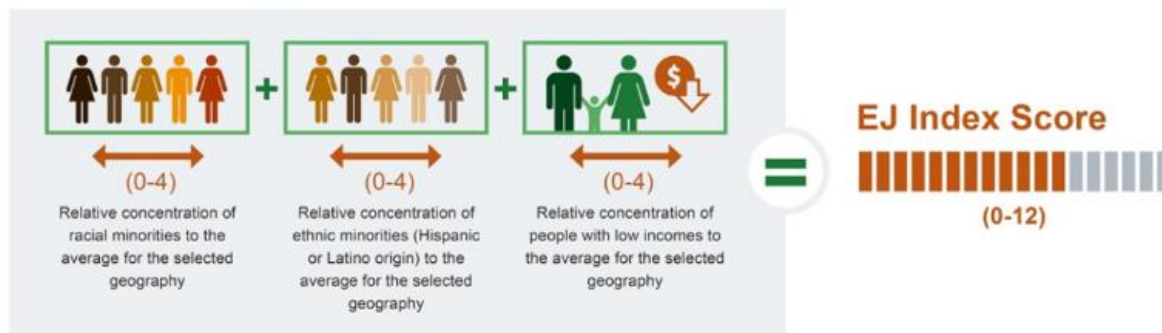 +
+
$
(0-4)
Relative concentration of
racial minorities to the
average for the selected
geography
(0-4)
Relative concentration of
ethnic minorities (Hispanic
or Latino origin) to the
average for the selected
geography
(0-4)
Relative concentration of
people with low incomes to
the average for the selected
geography
=
EJ Index Score
(0-12)